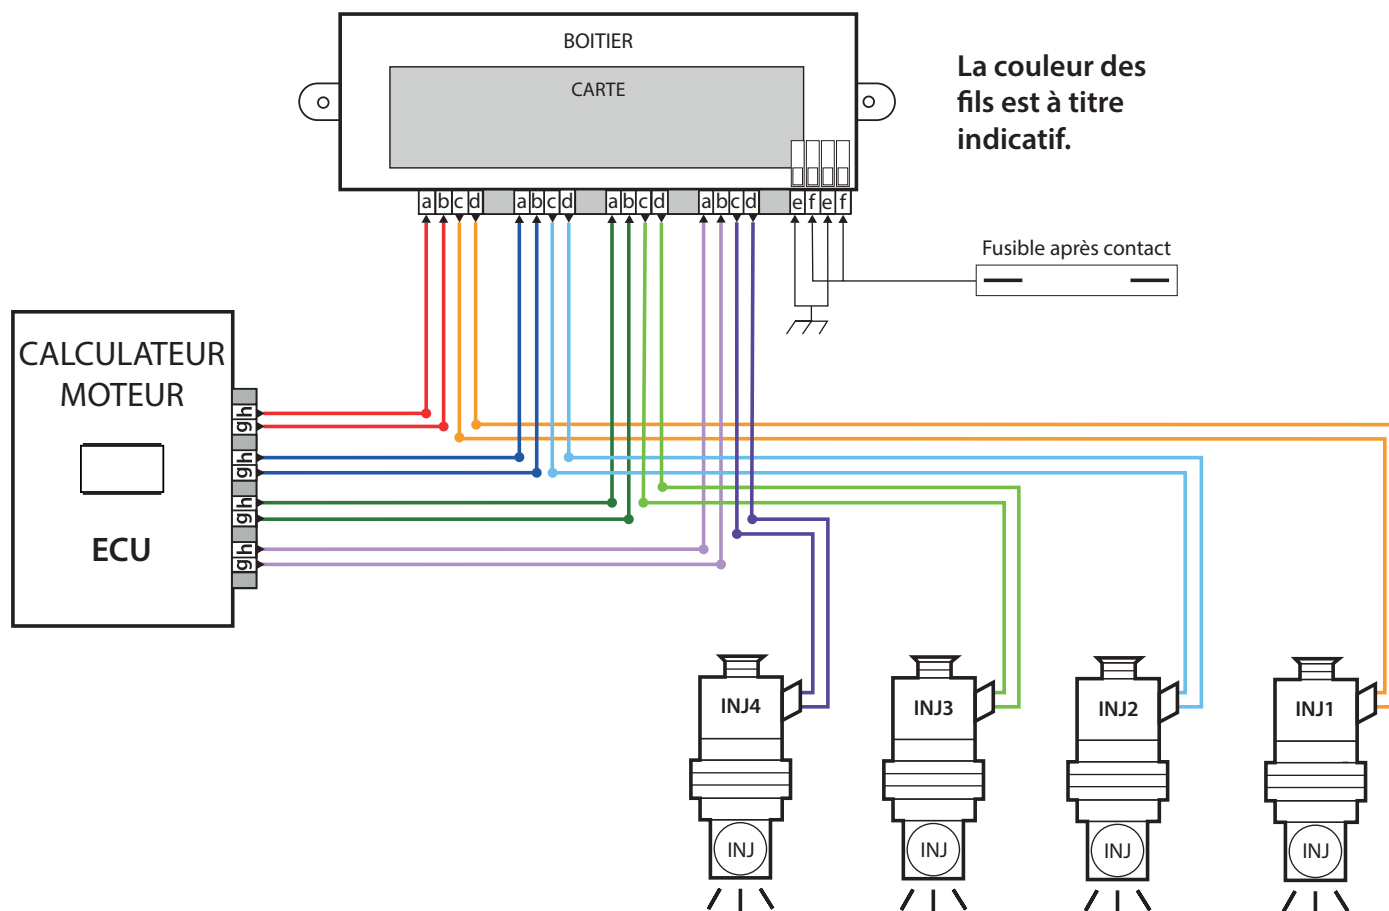 BOITIER
CARTE
La couleur des
fils est à titre
indicatif.
a b c d a b c d a b c d a b c d e f e f
Fusible après contact
CALCULATEUR
MOTEUR
ECU
g h
g h
g h
g h
INJ4
INJ3
INJ2
INJ1
INJ
INJ
INJ
INJ